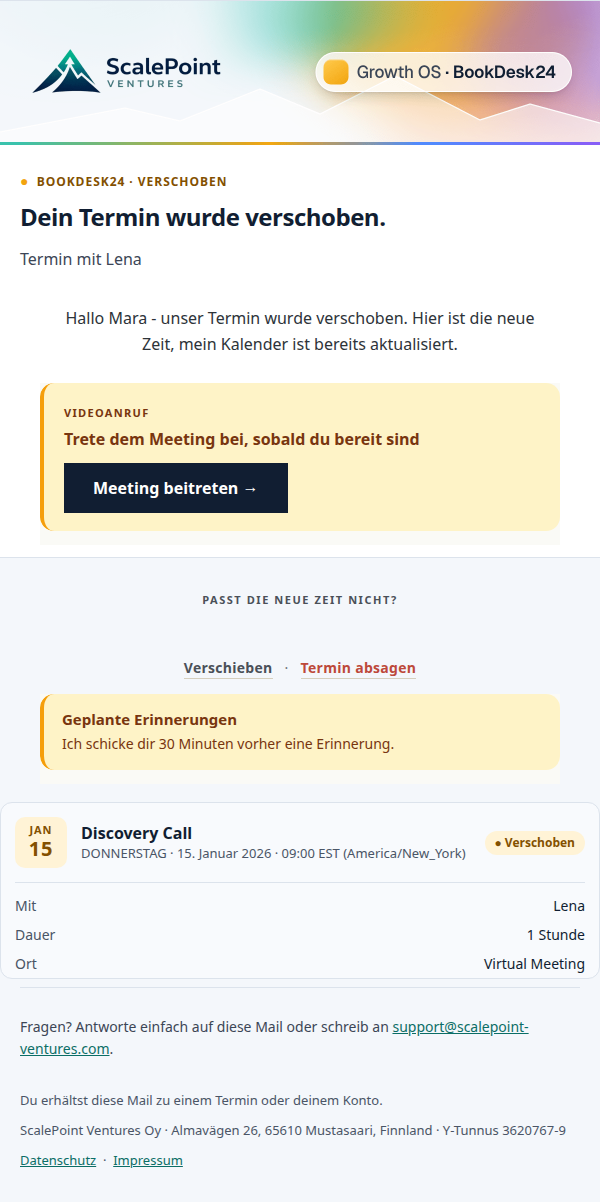 ScalePoint
VENTURES
Growth OS · BookDesk24
BOOKDESK24 · VERSCHOBEN
Dein Termin wurde verschoben.
Termin mit Lena
Hallo Mara - unser Termin wurde verschoben. Hier ist die neue
Zeit, mein Kalender ist bereits aktualisiert.
VIDEOANRUF
Trete dem Meeting bei, sobald du bereit sind
Meeting beitreten →
PASST DIE NEUE ZEIT NICHT?
Verschieben · Termin absagen
Geplante Erinnerungen
Ich schicke dir 30 Minuten vorher eine Erinnerung.
JAN
15
Discovery Call
DONNERSTAG · 15. Januar 2026 · 09:00 EST (America/New_York)
● Verschoben
Mit Lena
Dauer 1 Stunde
Ort Virtual Meeting
Fragen? Antworte einfach auf diese Mail oder schreib an support@scalepoint-
ventures.com.
Du erhältst diese Mail zu einem Termin oder deinem Konto.
ScalePoint Ventures Oy · Almavägen 26, 65610 Mustasaari, Finnland · Y-Tunnus 3620767-9
Datenschutz · Impressum